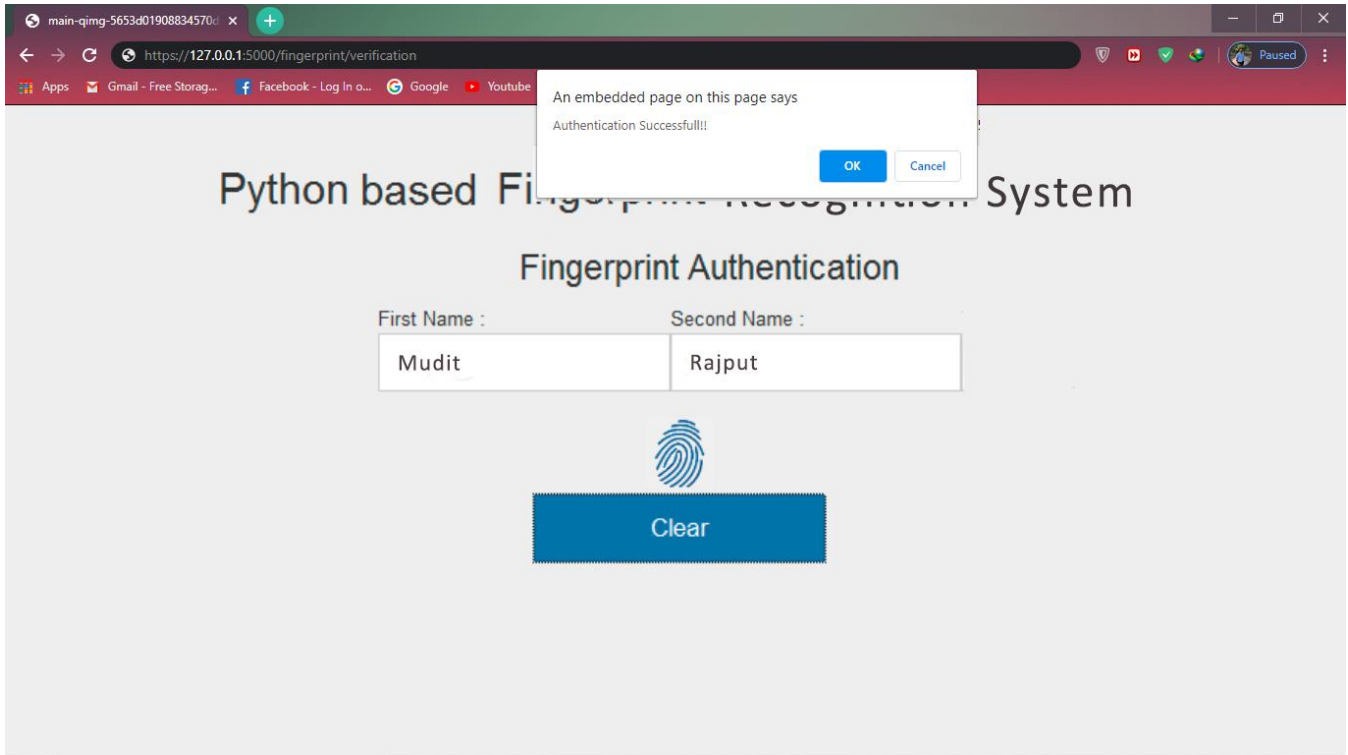 main-qimg-5653d01908834570d
https://127.0.0.1:5000/fingerprint/verification
Paused
Apps Gmail - Free Storag... Facebook - Log In o... Google Youtube
An embedded page on this page says
Authentication Successfull!!
OK Cancel
Python based Fingerprint Recognition System
Fingerprint Authentication
First Name : Second Name :
Mudit Rajput
Clear